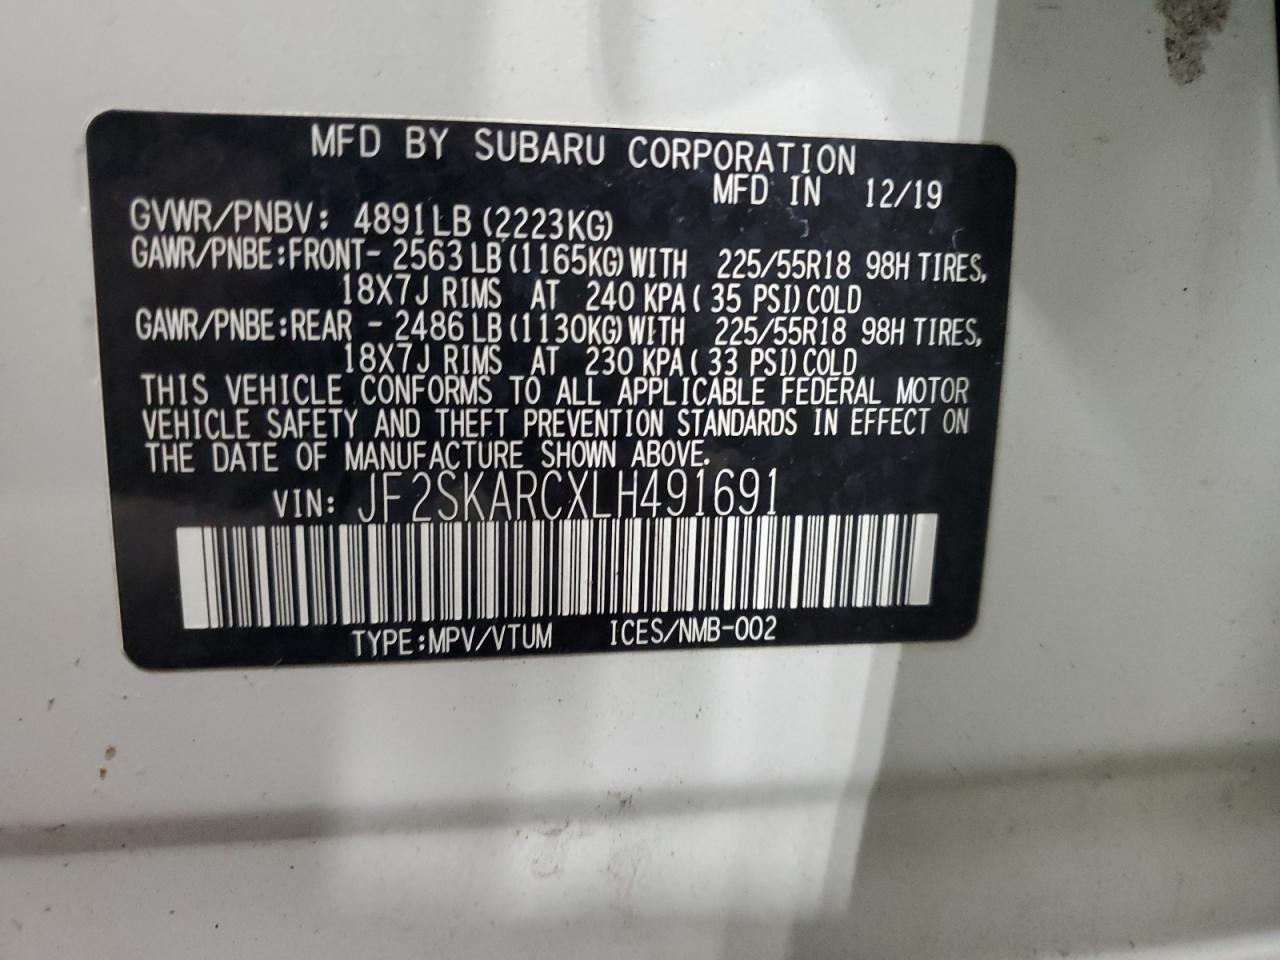 MFD BY SUBARU CORPORATION
MFD IN 12/19
GVWR/PNBV: 4891LB (2223KG)
GAWR/PNBE:FRONT- 2563 LB (1165KG) WITH 225/55R18 98H TIRES,
18X7J RIMS AT 240 KPA ( 35 PSI) COLD
GAWR/PNBE:REAR - 2486 LB (1130KG) WITH 225/55R18 98H TIRES,
18X7J RIMS AT 230 KPA ( 33 PSI) COLD
THIS VEHICLE CONFORMS TO ALL APPLICABLE FEDERAL MOTOR
VEHICLE SAFETY AND THEFT PREVENTION STANDARDS IN EFFECT ON
THE DATE OF MANUFACTURE SHOWN ABOVE.
VIN: JF2SKARCXLH491691
TYPE:MPV/VTUM ICES/NMB-002